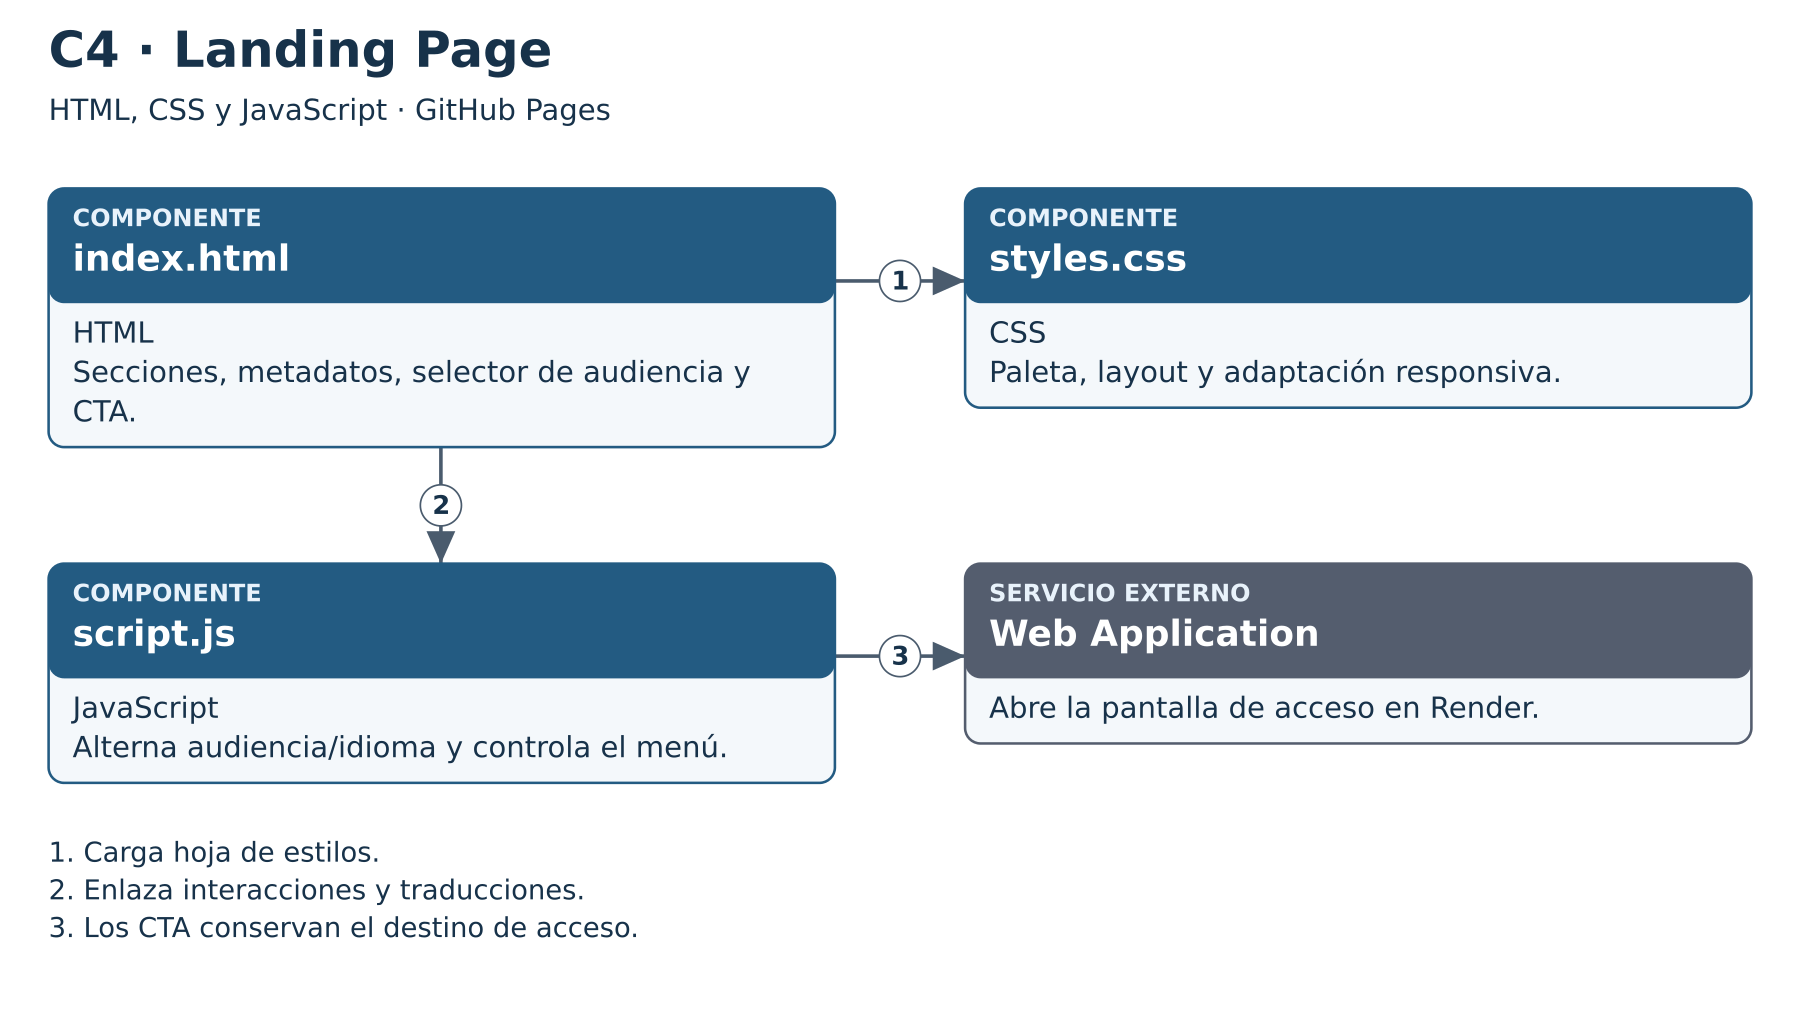 C4 · Landing Page
HTML, CSS y JavaScript · GitHub Pages
COMPONENTE
index.html
HTML
Secciones, metadatos, selector de audiencia y
CTA.
1
COMPONENTE
styles.css
CSS
Paleta, layout y adaptación responsiva.
2
COMPONENTE
script.js
JavaScript
Alterna audiencia/idioma y controla el menú.
3
SERVICIO EXTERNO
Web Application
Abre la pantalla de acceso en Render.
1. Carga hoja de estilos.
2. Enlaza interacciones y traducciones.
3. Los CTA conservan el destino de acceso.